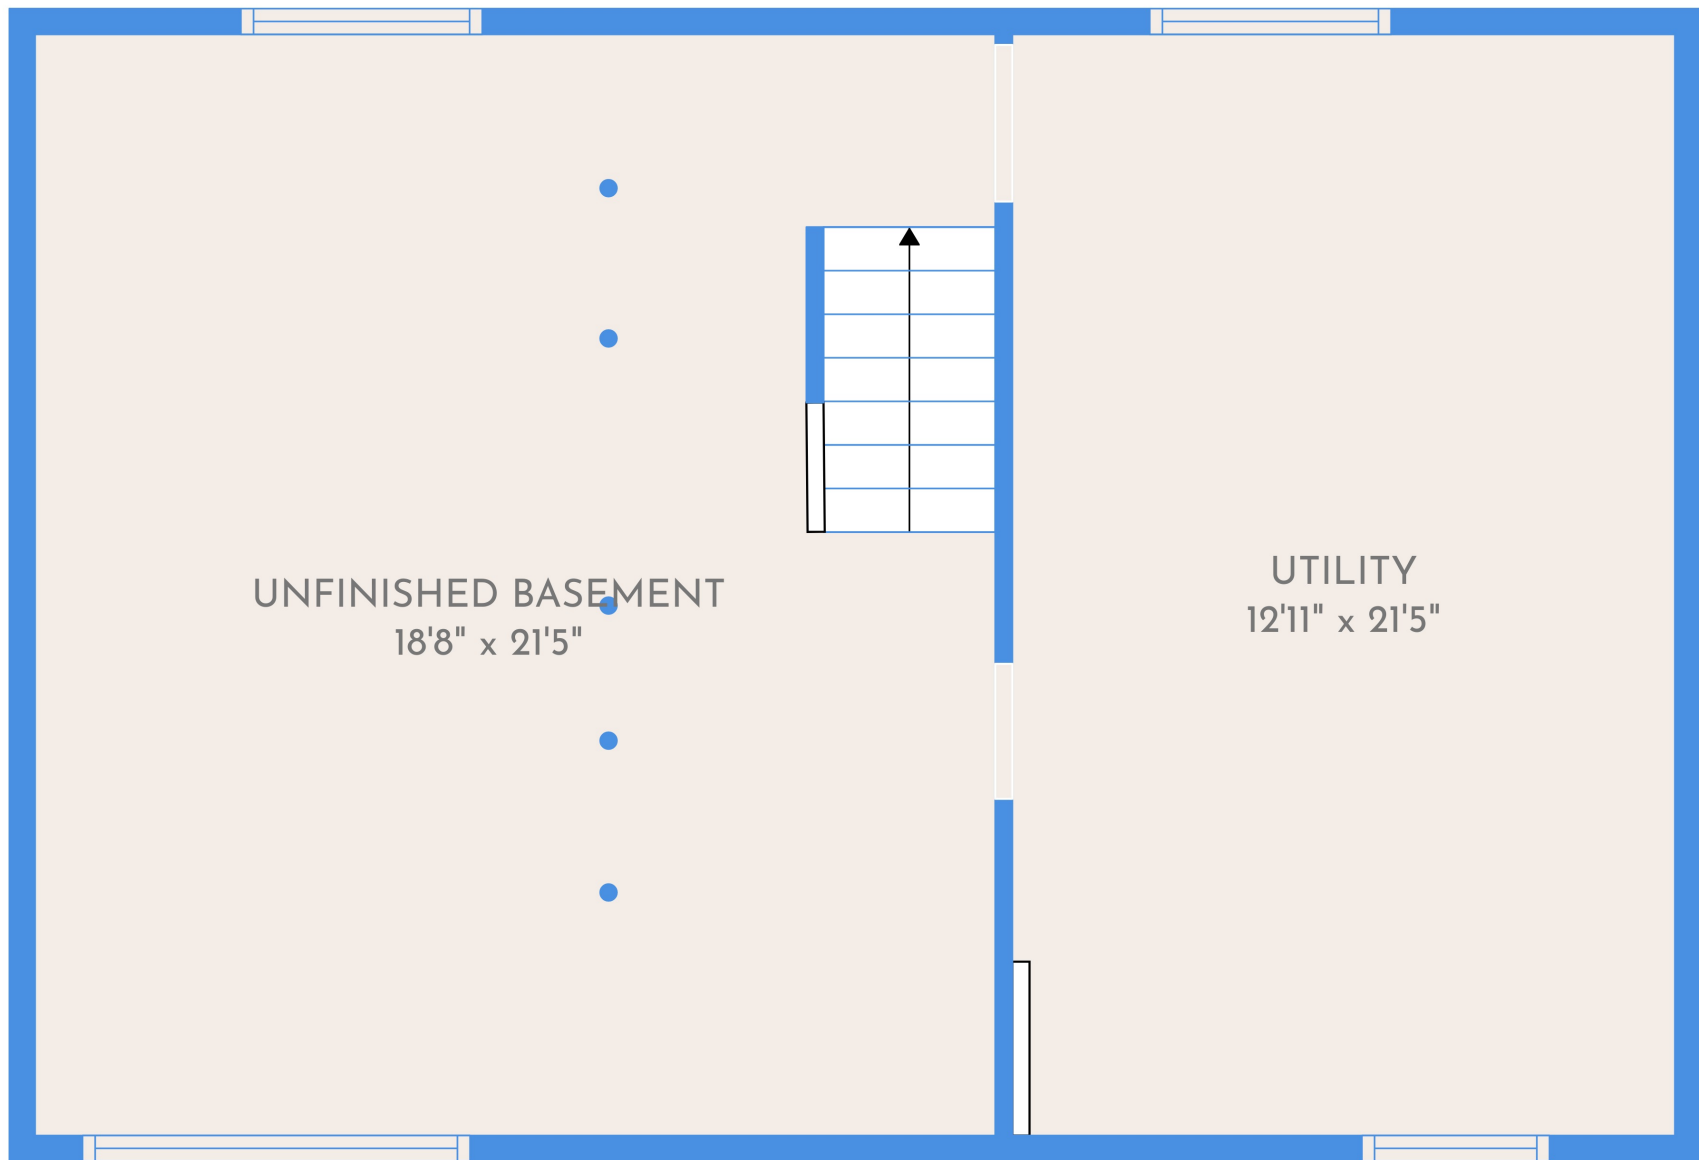 UNFINISHED BASEMENT
18'8" x 21'5"
UTILITY
12'11" x 21'5"